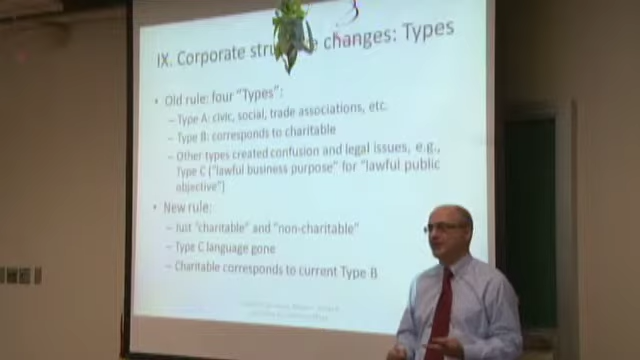 IX. Corporate stru e changes: Types
• Old rule: four "Types":
– Type A: civic, social, trade associations, etc.
– Type B: corresponds to charitable
– Other types created confusion and legal issues, e.g.,
Type C ["lawful business purpose" for "lawful public
objective"]
• New rule:
– Just "charitable" and "non-charitable"
– Type C language gone
– Charitable corresponds to current Type B